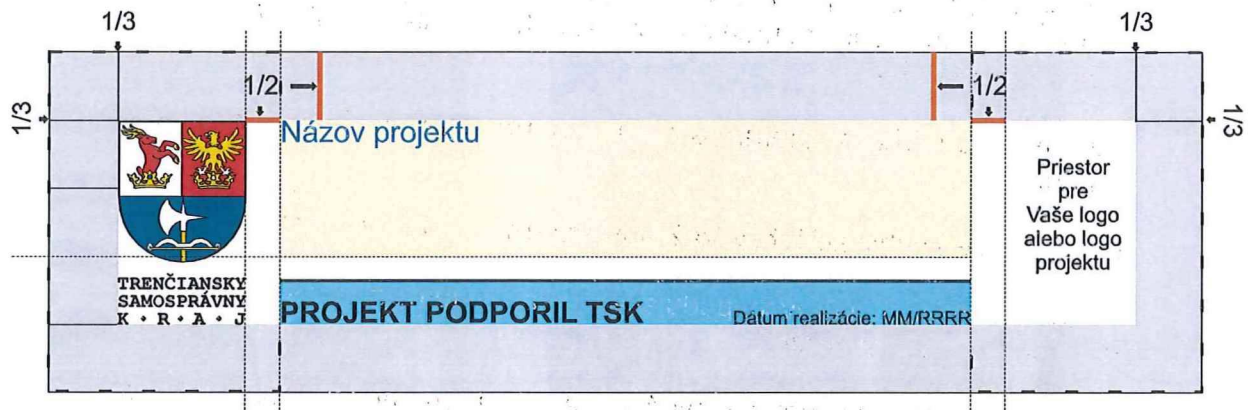 1/3
1/3
1/2
1/2
1/3
1/3
Názov projektu
Priestor
pre
Vaše logo
alebo logo
projektu
TRENČIANSKY
SAMOSPRÁVNY
K · R · A · J
PROJEKT PODPORIL TSK
Dátum realizácie: MM/RRRR